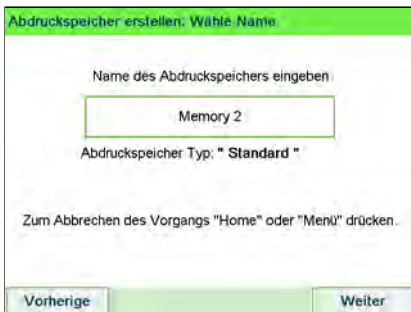 Abdruckspeicher erstellen: Wähle Name
Name des Abdruckspeichers eingeben
Memory 2
Abdruckspeicher Typ: " Standard "
Zum Abbrechen des Vorgangs "Home" oder "Menü" drücken.
Vorherige
Weiter